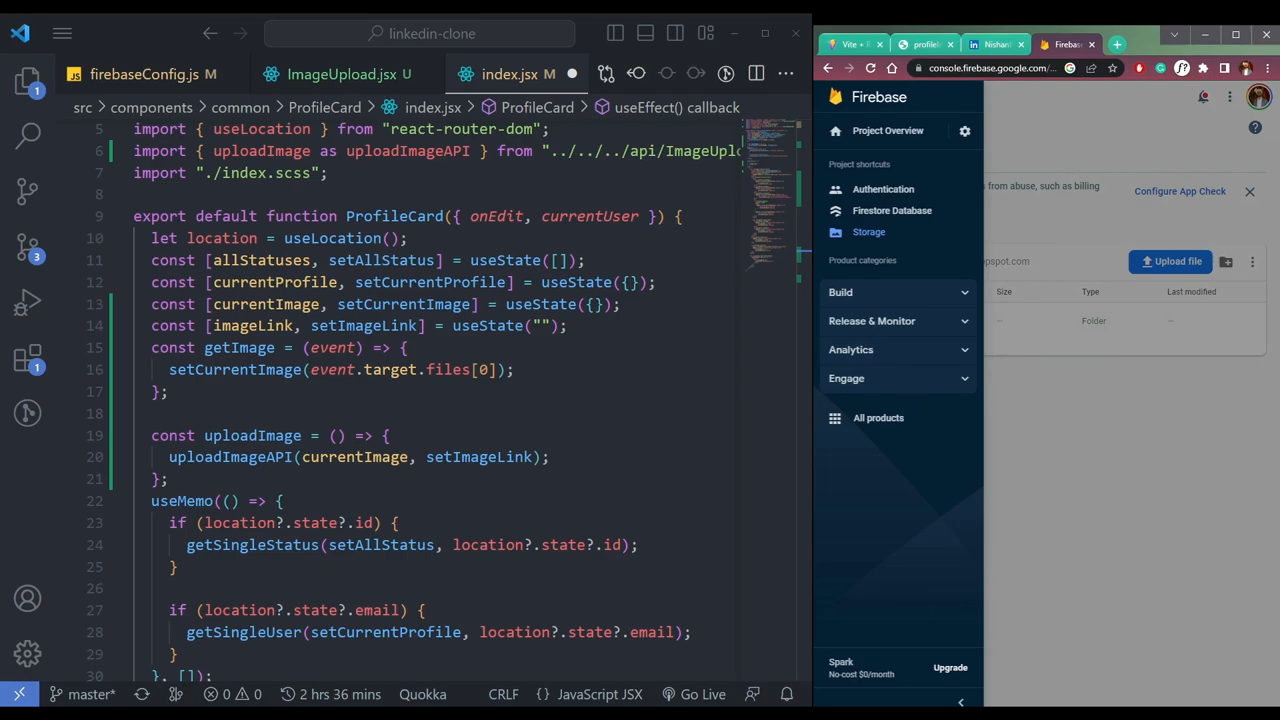 linkedin-clone
firebaseConfig.js M
ImageUpload.jsx U
index.jsx M
src > components > common > ProfileCard > index.jsx > ProfileCard > useEffect() callback
5 import { useLocation } from "react-router-dom";
6 import { uploadImage as uploadImageAPI } from "../../../api/ImageUplo
7 import "./index.scss";
8
9 export default function ProfileCard({ onEdit, currentUser }) {
10 let location = useLocation();
11 const [allStatuses, setAllStatus] = useState([]);
12 const [currentProfile, setCurrentProfile] = useState({});
13 const [currentImage, setCurrentImage] = useState({});
14 const [imageLink, setImageLink] = useState("");
15 const getImage = (event) => {
16 setCurrentImage(event.target.files[0]);
17 };
18
19 const uploadImage = () => {
20 uploadImageAPI(currentImage, setImageLink);
21 };
22 useMemo(() => {
23 if (location?.state?.id) {
24 getSingleStatus(setAllStatus, location?.state?.id);
25 }
26
27 if (location?.state?.email) {
28 getSingleUser(setCurrentProfile, location?.state?.email);
29 }
30 }, []);
1
3
1
master*
0 0
2 hrs 36 mins
Quokka
CRLF
{ } JavaScript JSX
Go Live
Vite +
profile
Nishant
Firebase
console.firebase.google.com/...
Firebase
Project Overview
Project shortcuts
Authentication
Firestore Database
Storage
Product categories
Build
Release & Monitor
Analytics
Engage
All products
Spark
No-cost $0/month
Upgrade
from abuse, such as billing
Configure App Check
ppspot.com
Upload file
Size
Type
Last modified
—
Folder
—